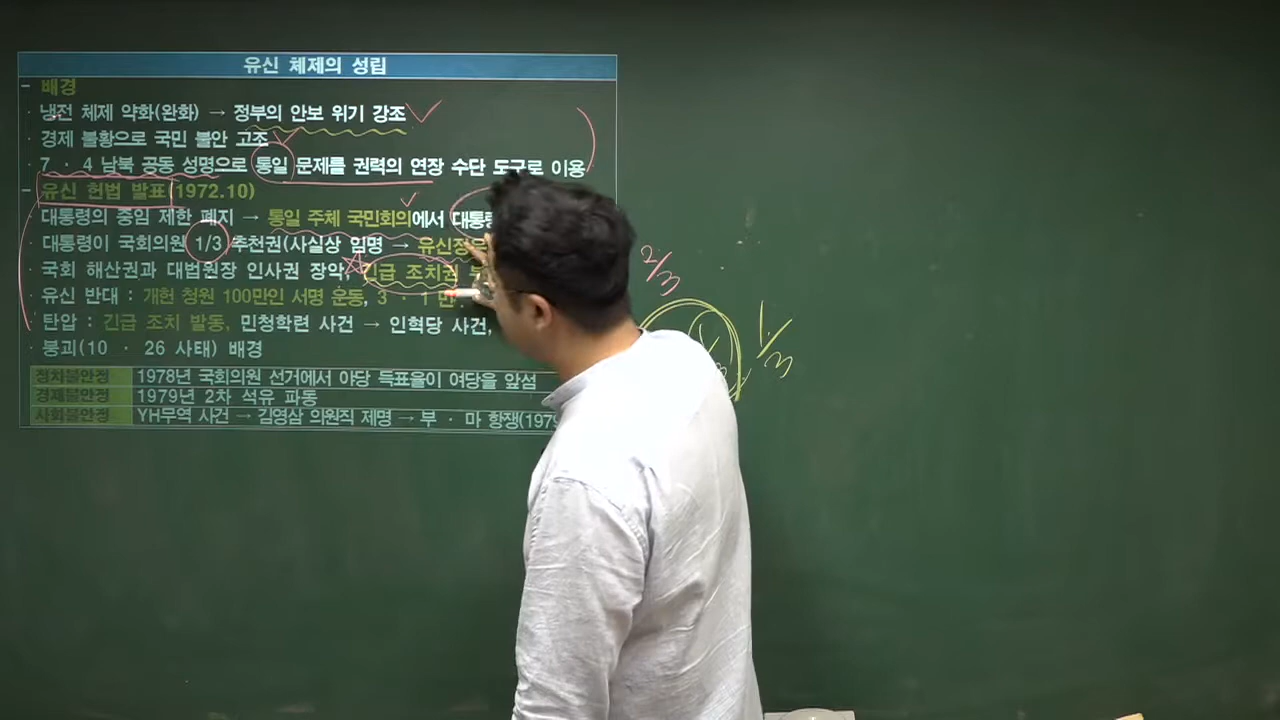 유신 체제의 성립
- 배경
· 냉전 체제 약화(완화) → 정부의 안보 위기 강조
· 경제 불황으로 국민 불안 고조
· 7 · 4 남북 공동 성명으로 통일 문제를 권력의 연장 수단 도구로 이용
- 유신 헌법 발표(1972.10)
· 대통령의 중임 제한 폐지 → 통일 주체 국민회의에서 대통
· 대통령이 국회의원 1/3 추천권(사실상 임명 → 유신정우
· 국회 해산권과 대법원장 인사권 장악, 긴급 조치권
· 유신 반대 : 개헌 청원 100만인 서명 운동, 3 · 1
· 탄압 : 긴급 조치 발동, 민청학련 사건 → 인혁당 사건,
· 붕괴(10 · 26 사태) 배경
정치불안정 1978년 국회의원 선거에서 야당 득표율이 여당을 앞섬
경제불안정 1979년 2차 석유 파동
사회불안정 YH무역 사건 → 김영삼 의원직 제명 → 부 · 마 항쟁(1979
2/3
1/3